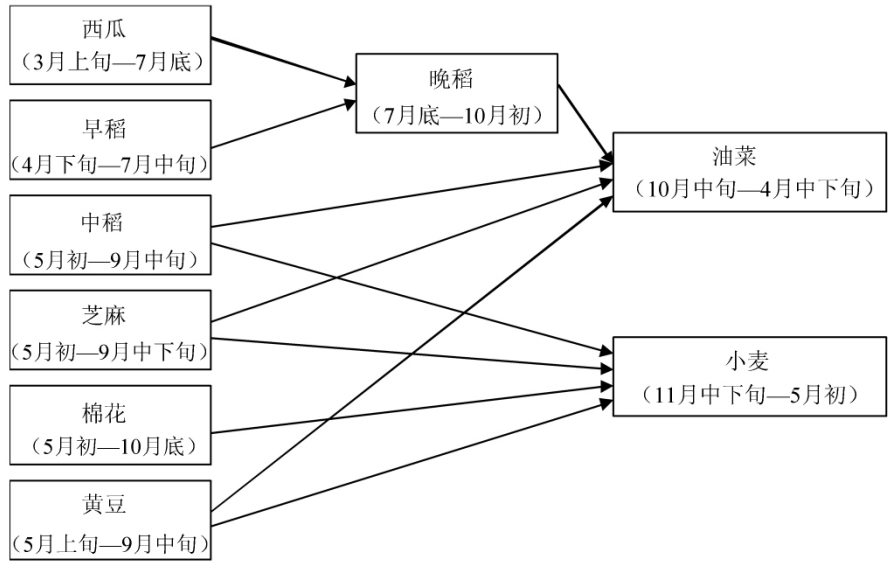 西瓜
（3月上旬—7月底）
早稻
（4月下旬—7月中旬）
中稻
（5月初—9月中旬）
芝麻
（5月初—9月中下旬）
棉花
（5月初—10月底）
黄豆
（5月上旬—9月中旬）
晚稻
（7月底—10月初）
油菜
（10月中旬—4月中下旬）
小麦
（11月中下旬—5月初）